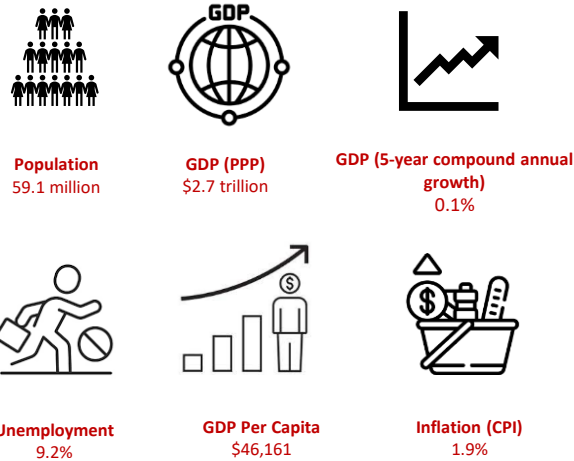 GDP
Population
59.1 million
GDP (PPP)
$2.7 trillion
GDP (5-year compound annual
growth)
0.1%
$
$
Unemployment
9.2%
GDP Per Capita
$46,161
Inflation (CPI)
1.9%